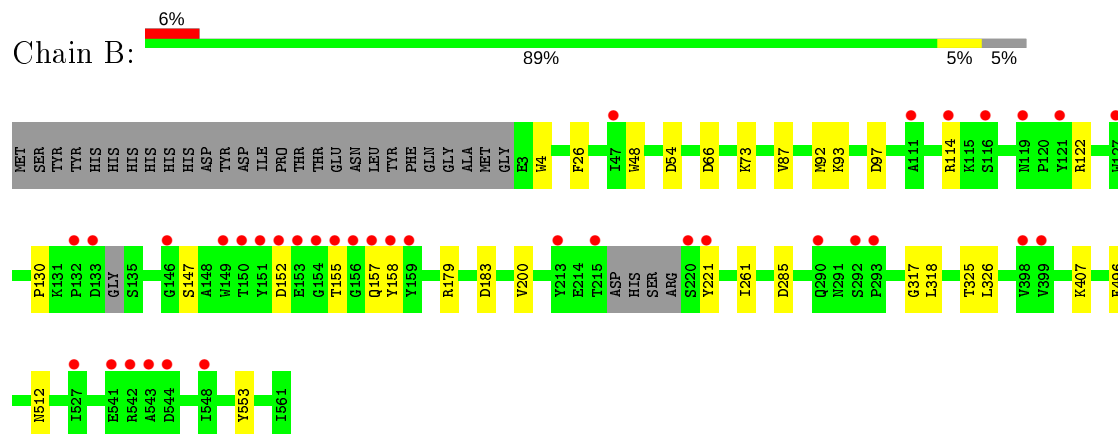 6%
Chain B:
89% 5% 5%
MET SER TYR TYR HIS HIS HIS HIS HIS HIS ASP TYR ASP ILE PRO THR THR GLU ASN LEU TYR PHE GLN GLY ALA MET GLY E3 W4 F26 I47 W48 D54 D66 K73 V87 M92 K93 D97 A111 R114 K115 S116 N119 P120 Y121 R122 W127
P130 K131 P132 D133 GLY S135 G146 S147 A148 W149 T150 Y151 D152 E153 G154 T155 G156 Q157 Y158 Y159 R179 D183 V200 Y213 E214 T215 ASP HIS SER ARG S220 Y221 I261 D285 Q290 N291 S292 P293 G317 L318 T325 L326 V398 V399 K407
N512 I527 E541 R542 A543 D544 I548 Y553 I561